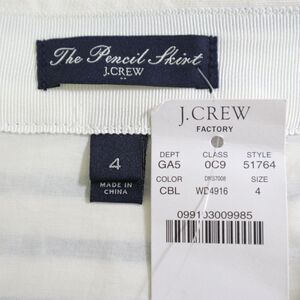 The Pencil Skirt
J.CREW
4
MADE IN
CHINA
J.CREW
FACTORY
DEPT CLASS STYLE
GA5 0C9 51764
COLOR SIZE
CBL WD4916 4
099103009985